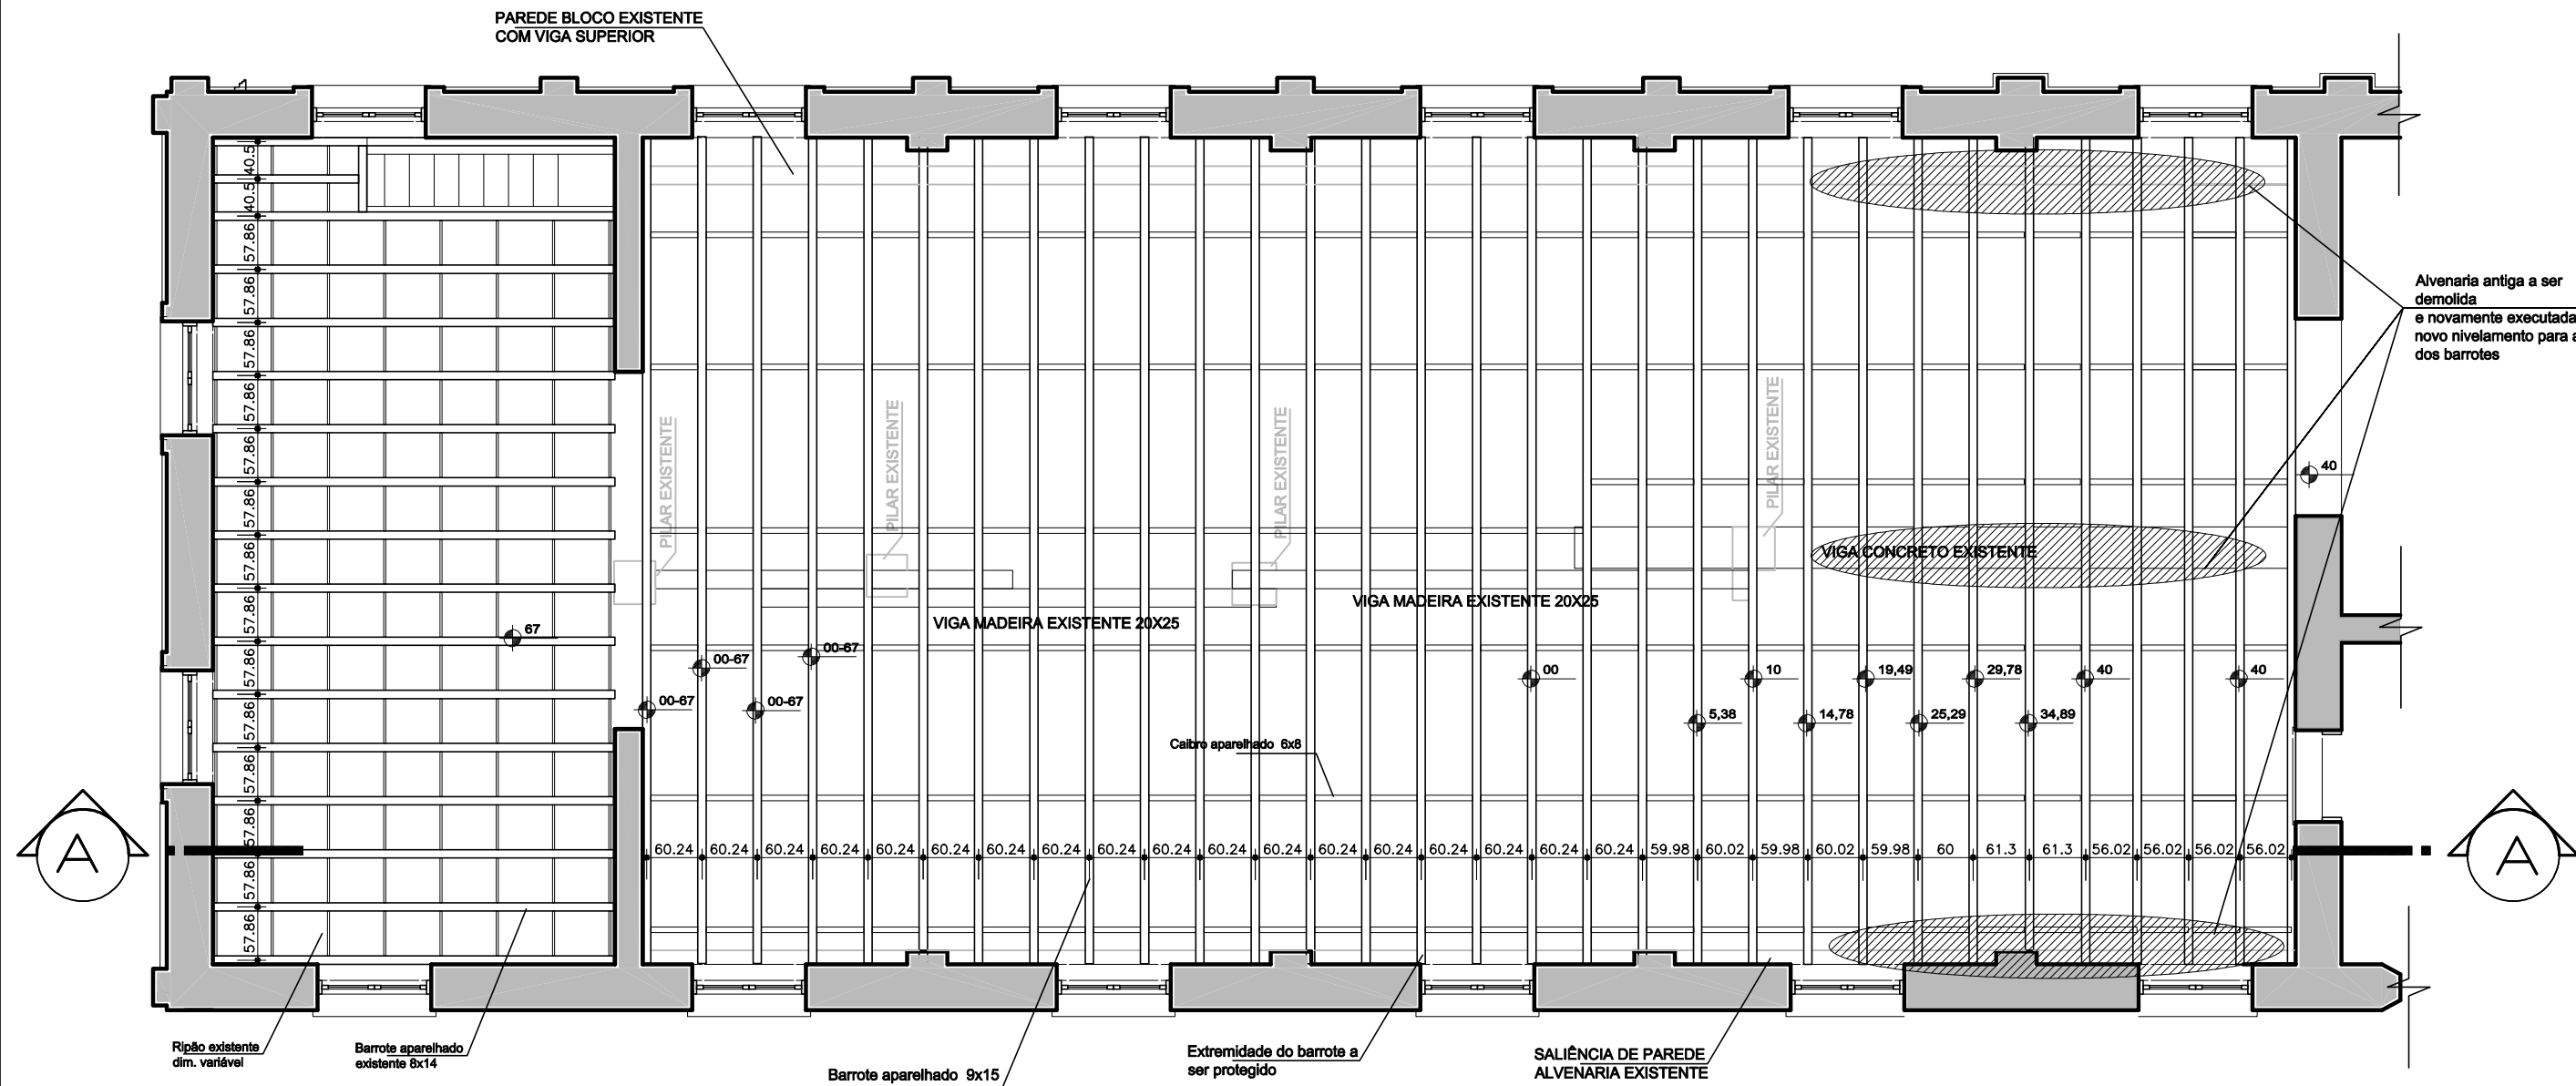 PAREDE BLOCO EXISTENTE
COM VIGA SUPERIOR
40.5
40.5
57.86
57.86
57.86
57.86
57.86
57.86
57.86
57.86
57.86
57.86
57.86
57.86
57.86
57.86
Alvenaria antiga a ser
demolida
e novamente executada
novo nivelamento para a
dos barrotes
PILAR EXISTENTE
PILAR EXISTENTE
PILAR EXISTENTE
PILAR EXISTENTE
40
VIGA CONCRETO EXISTENTE
VIGA MADEIRA EXISTENTE 20X25
VIGA MADEIRA EXISTENTE 20X25
67
00-67
00-67
00-67
00-67
00
5,38
10
14,78
19,49
25,29
29,78
34,89
40
40
Caibro aparelhado 6x8
60.24 60.24 60.24 60.24 60.24 60.24 60.24 60.24 60.24 60.24 60.24 60.24 60.24 60.24 60.24 60.24 60.24 60.24 59.98 60.02 59.98 60.02 59.98 60 61.3 61.3 56.02 56.02 56.02 56.02
A
A
Ripão existente
dim. variável
Barrote aparelhado
existente 8x14
Barrote aparelhado 9x15
Extremidade do barrote a
ser protegido
SALIÊNCIA DE PAREDE
ALVENARIA EXISTENTE